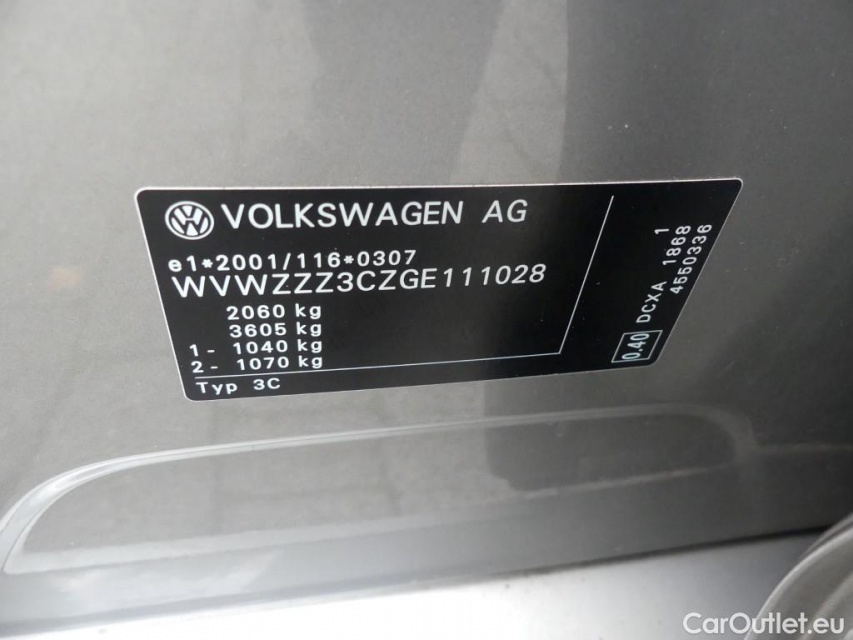 VOLKSWAGEN AG
e1*2001/116*0307
WVWZZZ3CZGE111028
2060 kg
3605 kg
1- 1040 kg
2- 1070 kg
Typ 3C
1
DCXA 1868
4550336
0.40
CarOutlet.eu